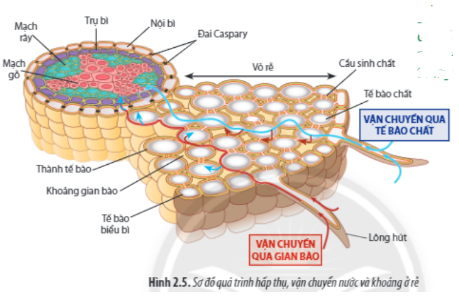 Mạch
rây
Trụ bì
Nội bì
Đai Caspary
Mạch
gỗ
Vỏ rễ
Cầu sinh chất
Tế bào chất
VẬN CHUYỂN QUA
TẾ BÀO CHẤT
Thành tế bào
Khoảng gian bào
Tế bào
biểu bì
VẬN CHUYỂN
QUA GIAN BÀO
Lông hút
Hình 2.5. Sơ đồ quá trình hấp thụ, vận chuyển nước và khoáng ở rễ